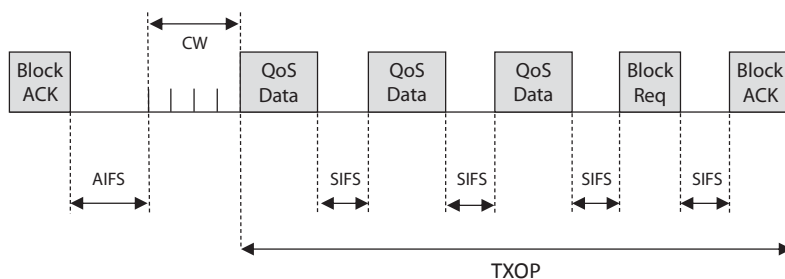 CW
Block
ACK
QoS
Data
QoS
Data
QoS
Data
Block
Req
Block
ACK
AIFS
SIFS
SIFS
SIFS
SIFS
TXOP